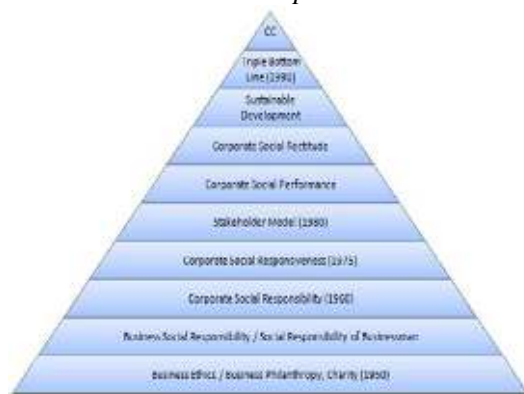 CC
Triple Bottom
Line (1990)
Sustainable
Development
Corporate Social Rectitude
Corporate Social Performance
Stakeholder Model (1980)
Corporate Social Responsiveness (1975)
Corporate Social Responsibility (1960)
Business Social Responsibility / Social Responsibility of Businessmen
Business Ethics / Business Philanthropy, Charity (1950)